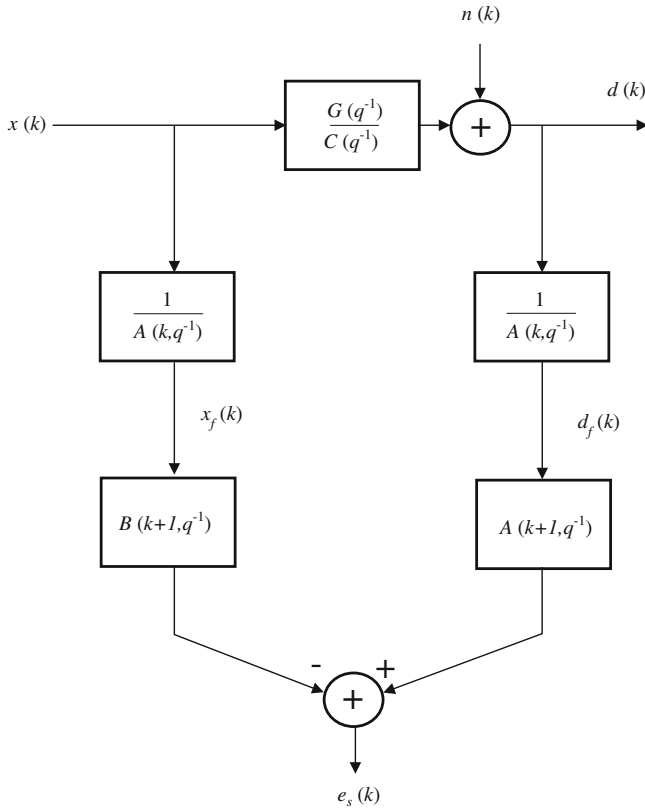 n (k)
d (k)
x (k)
G (q⁻¹)
C (q⁻¹)
+
1
A (k,q⁻¹)
1
A (k,q⁻¹)
x_f (k)
d_f (k)
B (k+1,q⁻¹)
A (k+1,q⁻¹)
-
+
+
e_s (k)